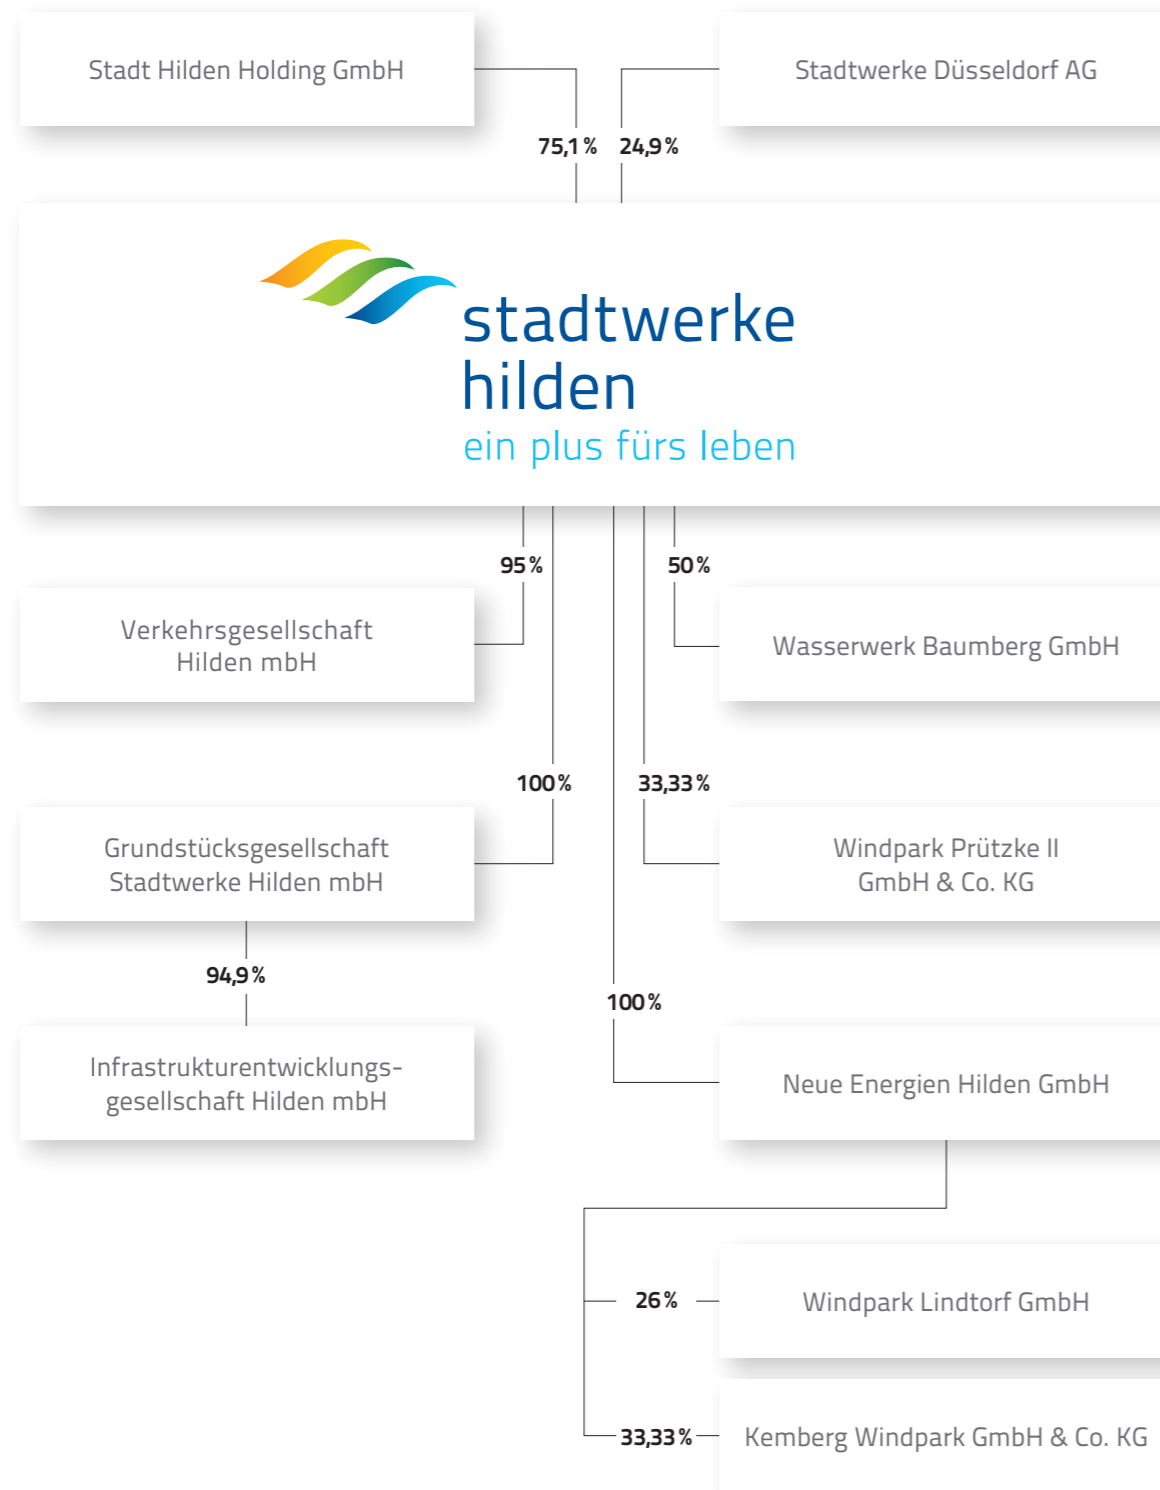 Stadt Hilden Holding GmbH
Stadtwerke Düsseldorf AG
75,1 %
24,9 %
stadtwerke
hilden
ein plus fürs leben
95 %
50 %
Verkehrsgesellschaft
Hilden mbH
Wasserwerk Baumberg GmbH
100 %
33,33 %
Grundstücksgesellschaft
Stadtwerke Hilden mbH
Windpark Prützke II
GmbH & Co. KG
94,9 %
100 %
Infrastrukturentwicklungs-
gesellschaft Hilden mbH
Neue Energien Hilden GmbH
26 %
Windpark Lindtorf GmbH
33,33 %
Kemberg Windpark GmbH & Co. KG